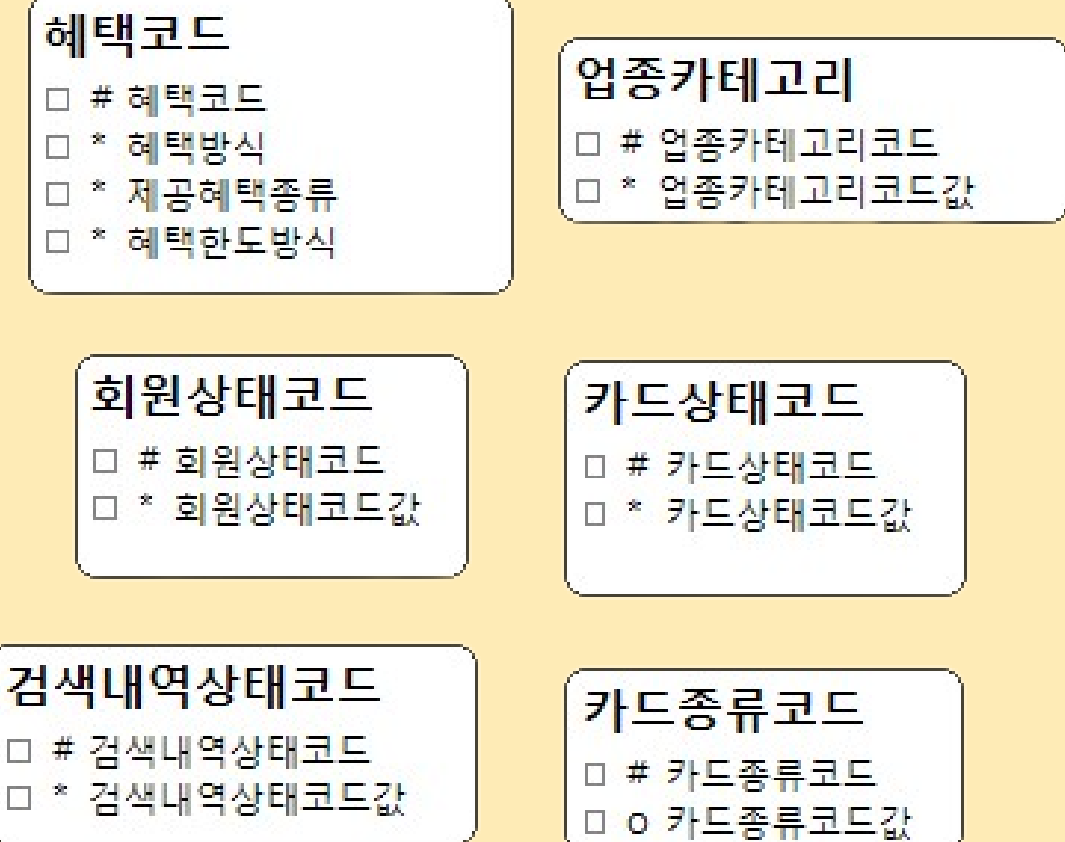 혜택코드
# 혜택코드
* 혜택방식
* 제공혜택종류
* 혜택한도방식
업종카테고리
# 업종카테고리코드
* 업종카테고리코드값
회원상태코드
# 회원상태코드
* 회원상태코드값
카드상태코드
# 카드상태코드
* 카드상태코드값
검색내역상태코드
# 검색내역상태코드
* 검색내역상태코드값
카드종류코드
# 카드종류코드
o 카드종류코드값